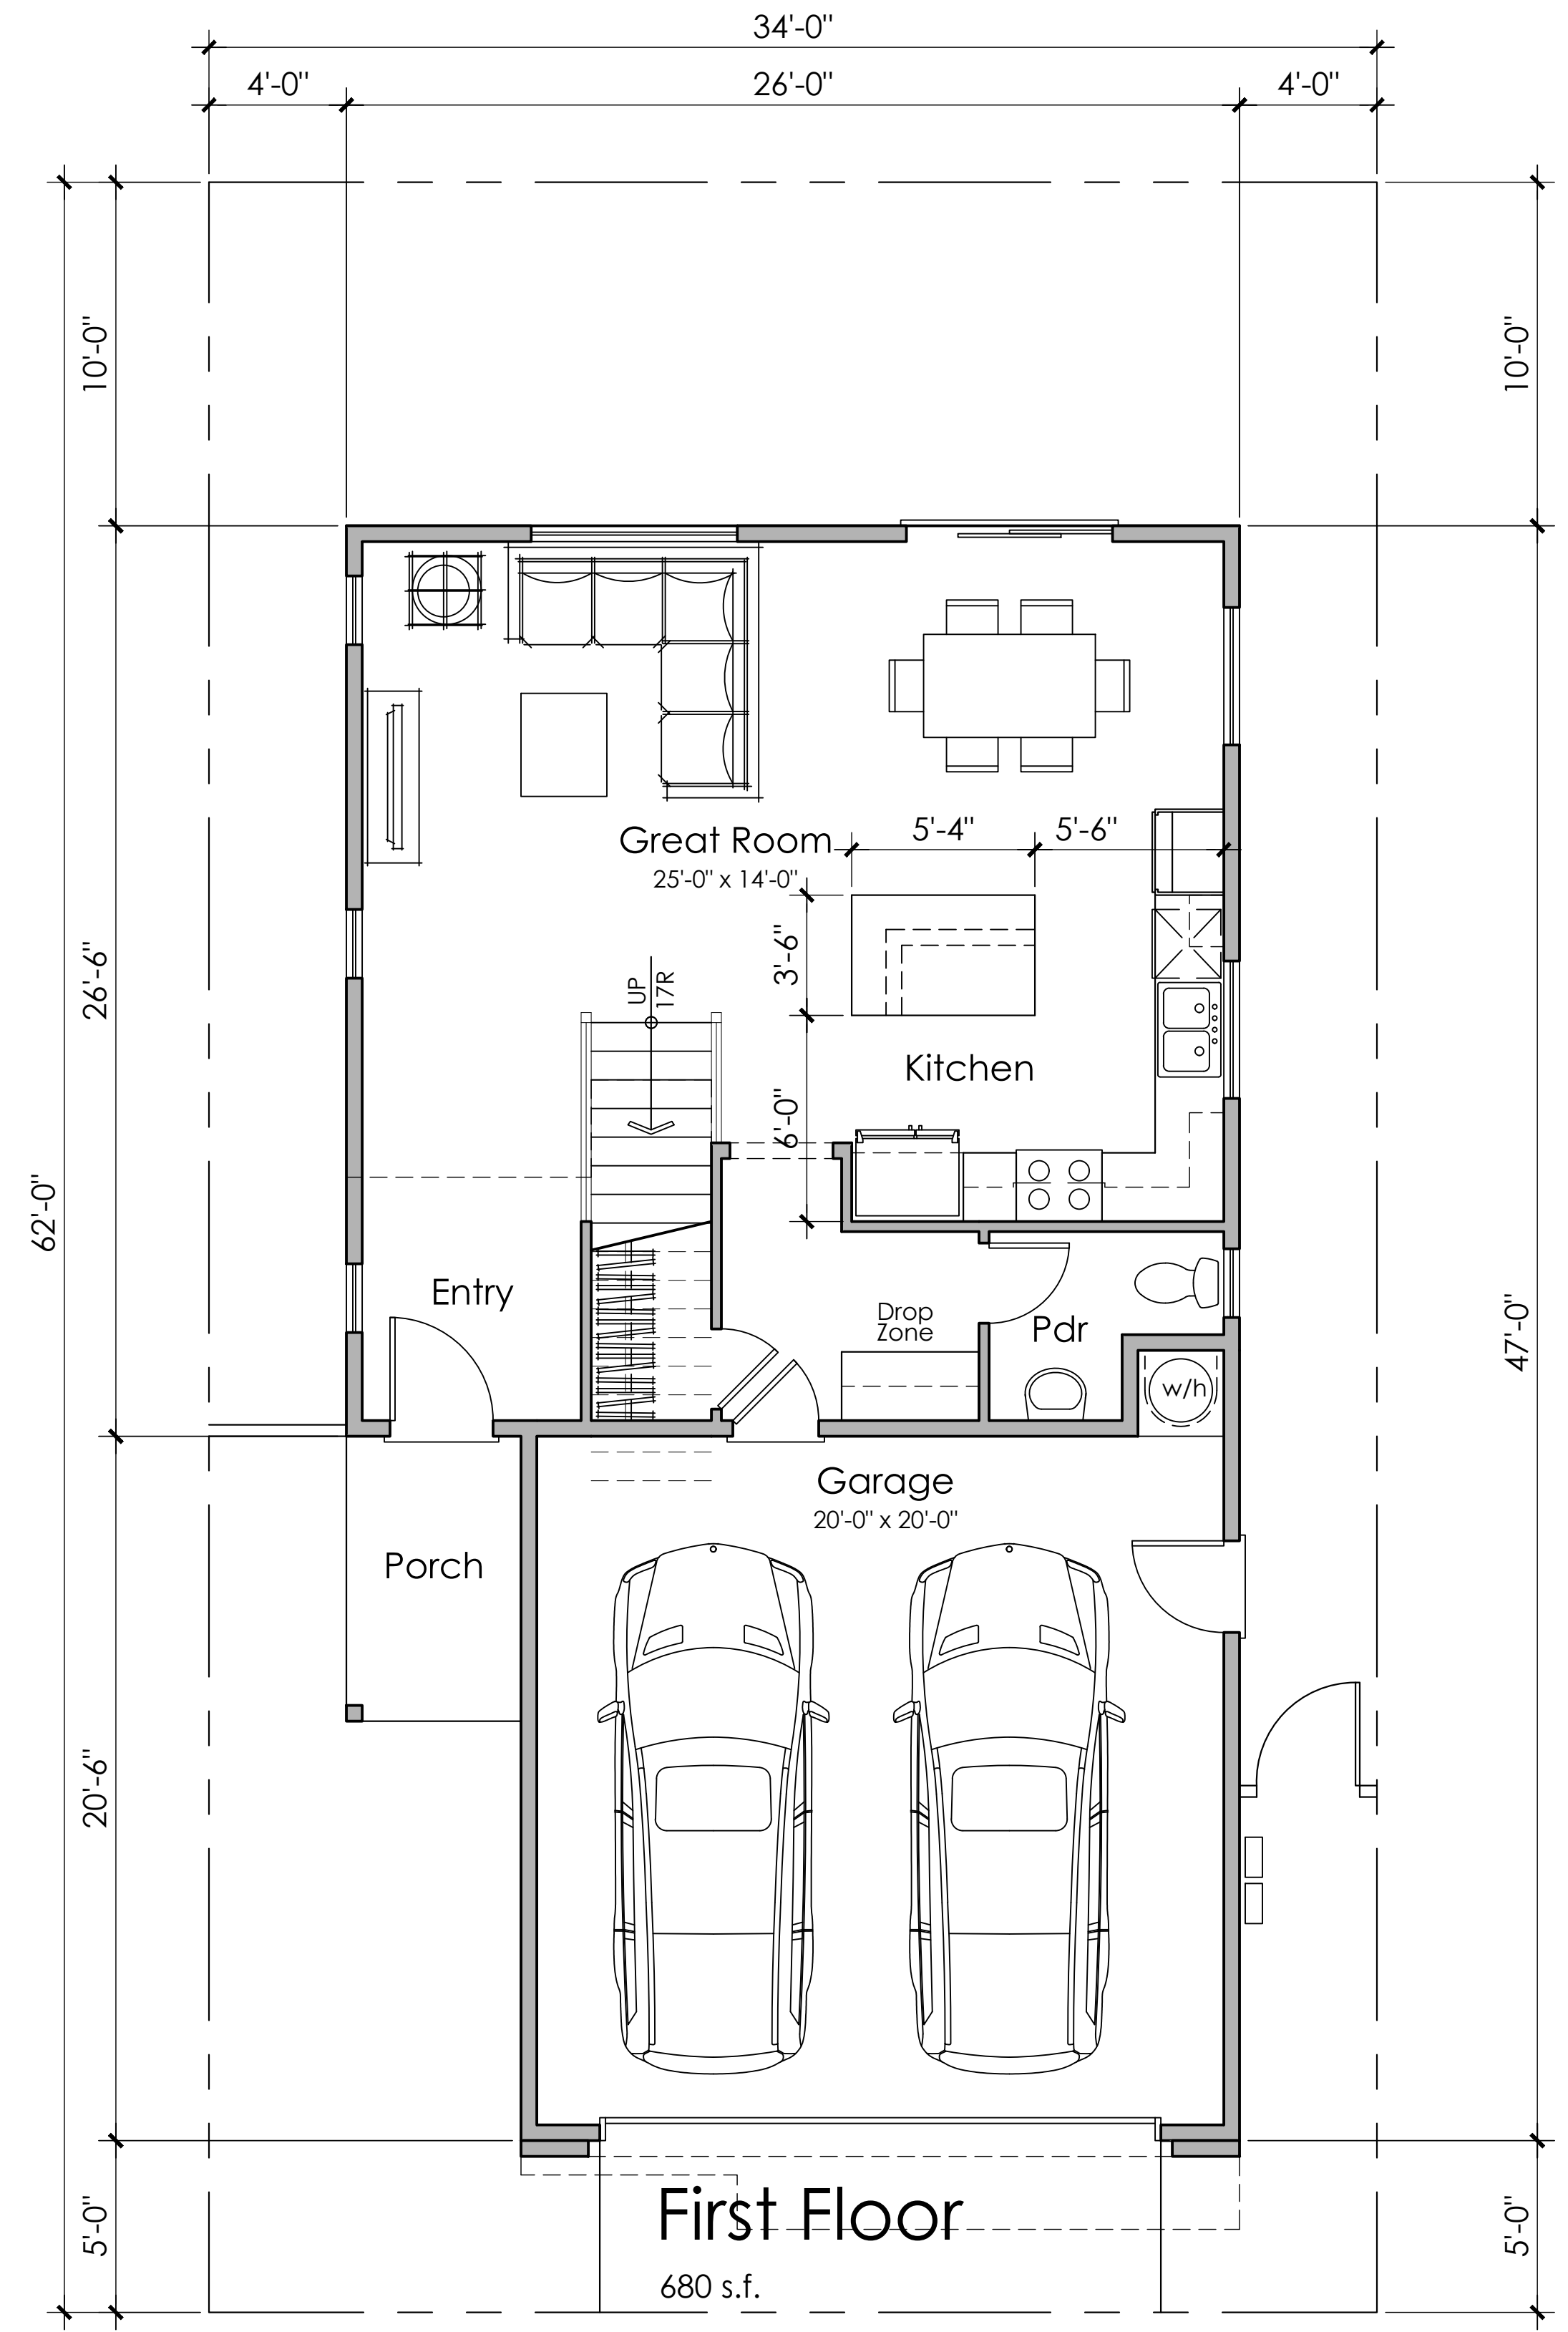 34'-0"
4'-0"
26'-0"
4'-0"
10'-0"
10'-0"
Great Room
25'-0" x 14'-0"
5'-4"
5'-6"
3'-6"
26'-6"
UP
17R
Kitchen
6'-0"
62'-0"
Entry
Drop
Zone
Pdr
47'-0"
w/h
Garage
20'-0" x 20'-0"
Porch
20'-6"
First Floor
5'-0"
5'-0"
680 s.f.